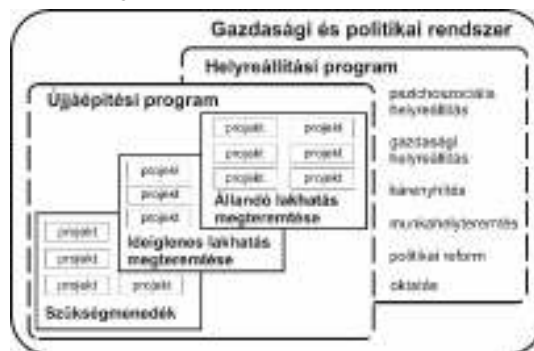 Gazdasági és politikai rendszer
Helyreállítási program
Újjáépítési program
pszichoszociális
helyreállítás
gazdasági
helyreállítás
munkahelyteremtés
politikai reform
oktatás
projekt projekt
projekt projekt
projekt projekt
Állandó lakhatás
megteremtése
projekt
projekt
projekt
Ideiglenes lakhatás
megteremtése
projekt
projekt
projekt projekt
Szükségmenedék